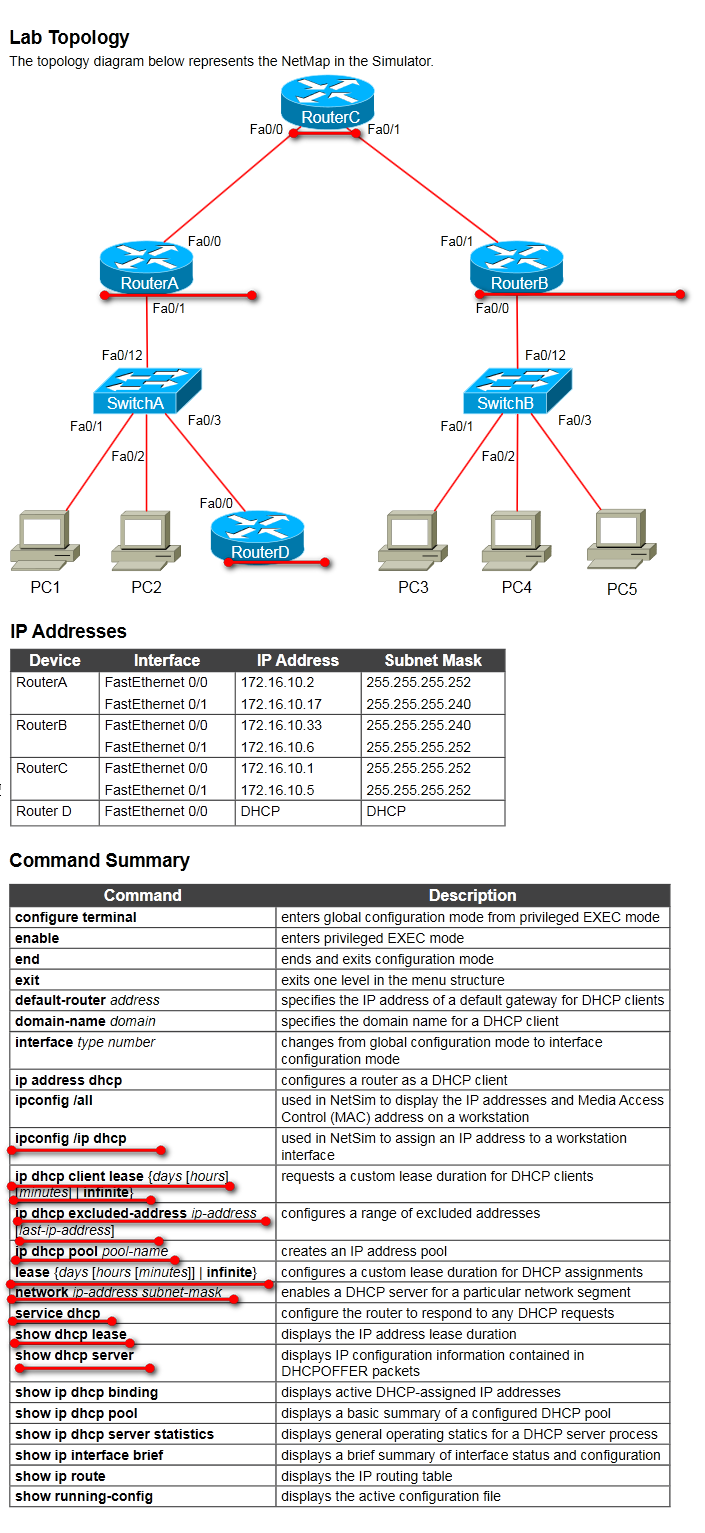 Lab Topology
The topology diagram below represents the NetMap in the Simulator.
RouterC
Fa0/0
Fa0/1
Fa0/0
Fa0/1
RouterA
RouterB
Fa0/1
Fa0/0
Fa0/12
Fa0/12
SwitchA
SwitchB
Fa0/1
Fa0/3
Fa0/1
Fa0/3
Fa0/2
Fa0/2
Fa0/0
RouterD
PC1
PC2
PC3
PC4
PC5
IP Addresses
Device Interface IP Address Subnet Mask
RouterA FastEthernet 0/0 172.16.10.2 255.255.255.252
FastEthernet 0/1 172.16.10.17 255.255.255.240
RouterB FastEthernet 0/0 172.16.10.33 255.255.255.240
FastEthernet 0/1 172.16.10.6 255.255.255.252
RouterC FastEthernet 0/0 172.16.10.1 255.255.255.252
FastEthernet 0/1 172.16.10.5 255.255.255.252
Router D FastEthernet 0/0 DHCP DHCP
Command Summary
Command Description
configure terminal enters global configuration mode from privileged EXEC mode
enable enters privileged EXEC mode
end ends and exits configuration mode
exit exits one level in the menu structure
default-router address specifies the IP address of a default gateway for DHCP clients
domain-name domain specifies the domain name for a DHCP client
interface type number changes from global configuration mode to interface
configuration mode
ip address dhcp configures a router as a DHCP client
ipconfig /all used in NetSim to display the IP addresses and Media Access
Control (MAC) address on a workstation
ipconfig /ip dhcp used in NetSim to assign an IP address to a workstation
interface
ip dhcp client lease {days [hours] requests a custom lease duration for DHCP clients
[minutes] | infinite}
ip dhcp excluded-address ip-address configures a range of excluded addresses
[last-ip-address]
ip dhcp pool pool-name creates an IP address pool
lease {days [hours [minutes]] | infinite} configures a custom lease duration for DHCP assignments
network ip-address subnet-mask enables a DHCP server for a particular network segment
service dhcp configure the router to respond to any DHCP requests
show dhcp lease displays the IP address lease duration
show dhcp server displays IP configuration information contained in
DHCPOFFER packets
show ip dhcp binding displays active DHCP-assigned IP addresses
show ip dhcp pool displays a basic summary of a configured DHCP pool
show ip dhcp server statistics displays general operating statics for a DHCP server process
show ip interface brief displays a brief summary of interface status and configuration
show ip route displays the IP routing table
show running-config displays the active configuration file